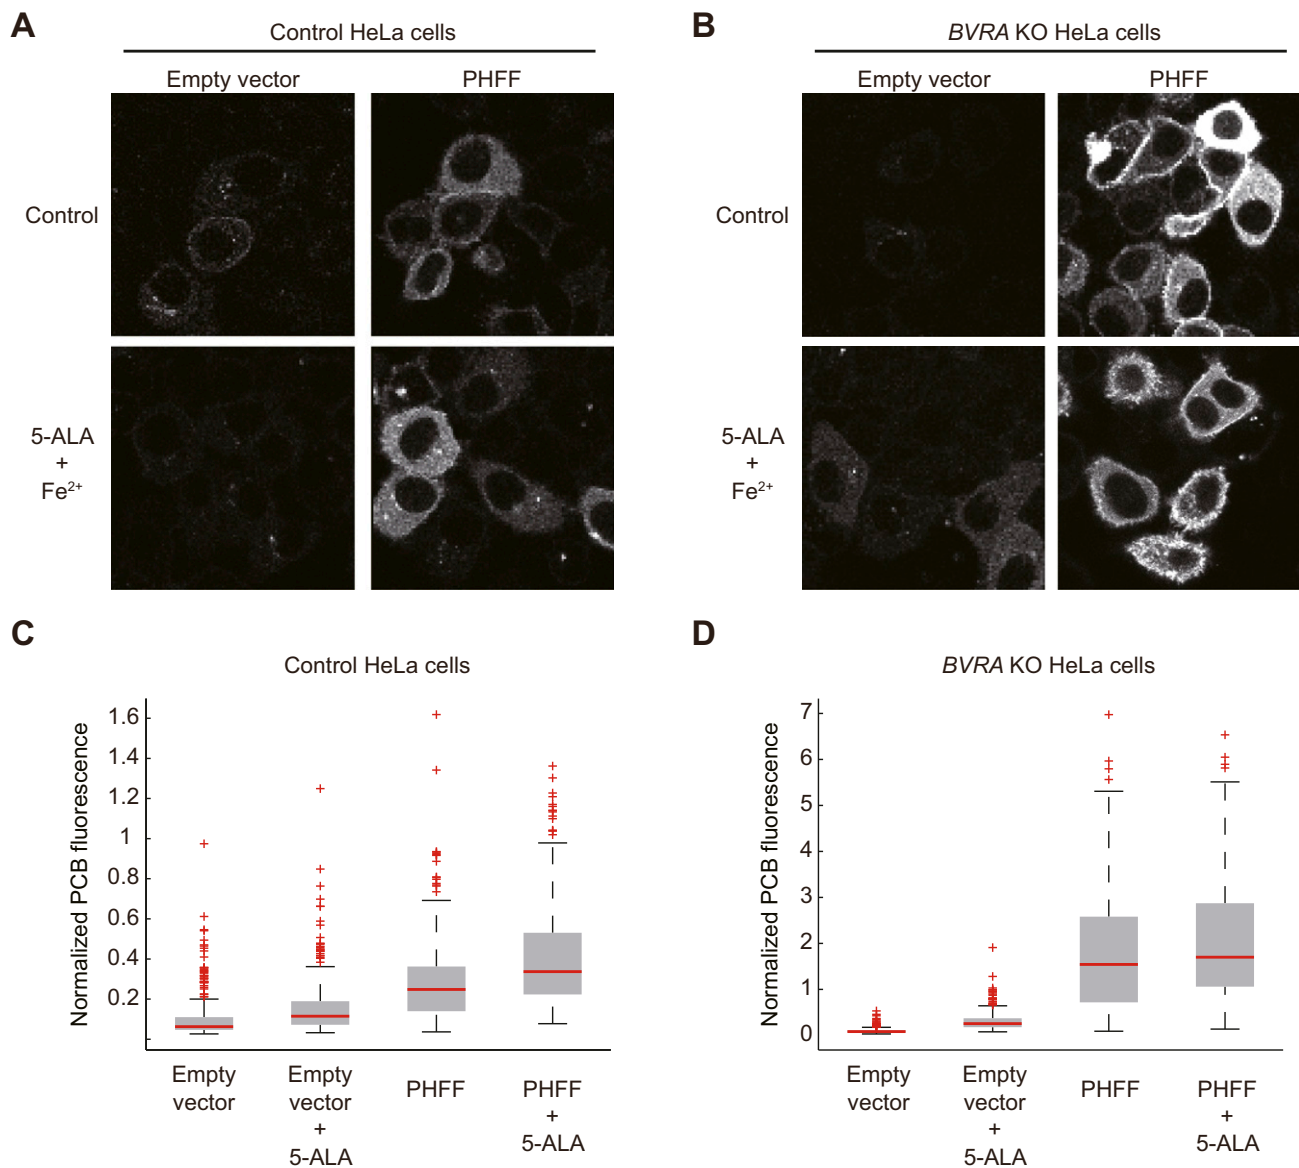 A
Control HeLa cells
Empty vector
PHFF
Control
5-ALA
+
Fe²⁺
B
BVRA KO HeLa cells
Empty vector
PHFF
Control
5-ALA
+
Fe²⁺
C
Control HeLa cells
Normalized PCB fluorescence
1.6
1.4
1.2
1
0.8
0.6
0.4
0.2
Empty
vector
Empty
vector
+
5-ALA
PHFF
PHFF
+
5-ALA
D
BVRA KO HeLa cells
Normalized PCB fluorescence
7
6
5
4
3
2
1
0
Empty
vector
Empty
vector
+
5-ALA
PHFF
PHFF
+
5-ALA